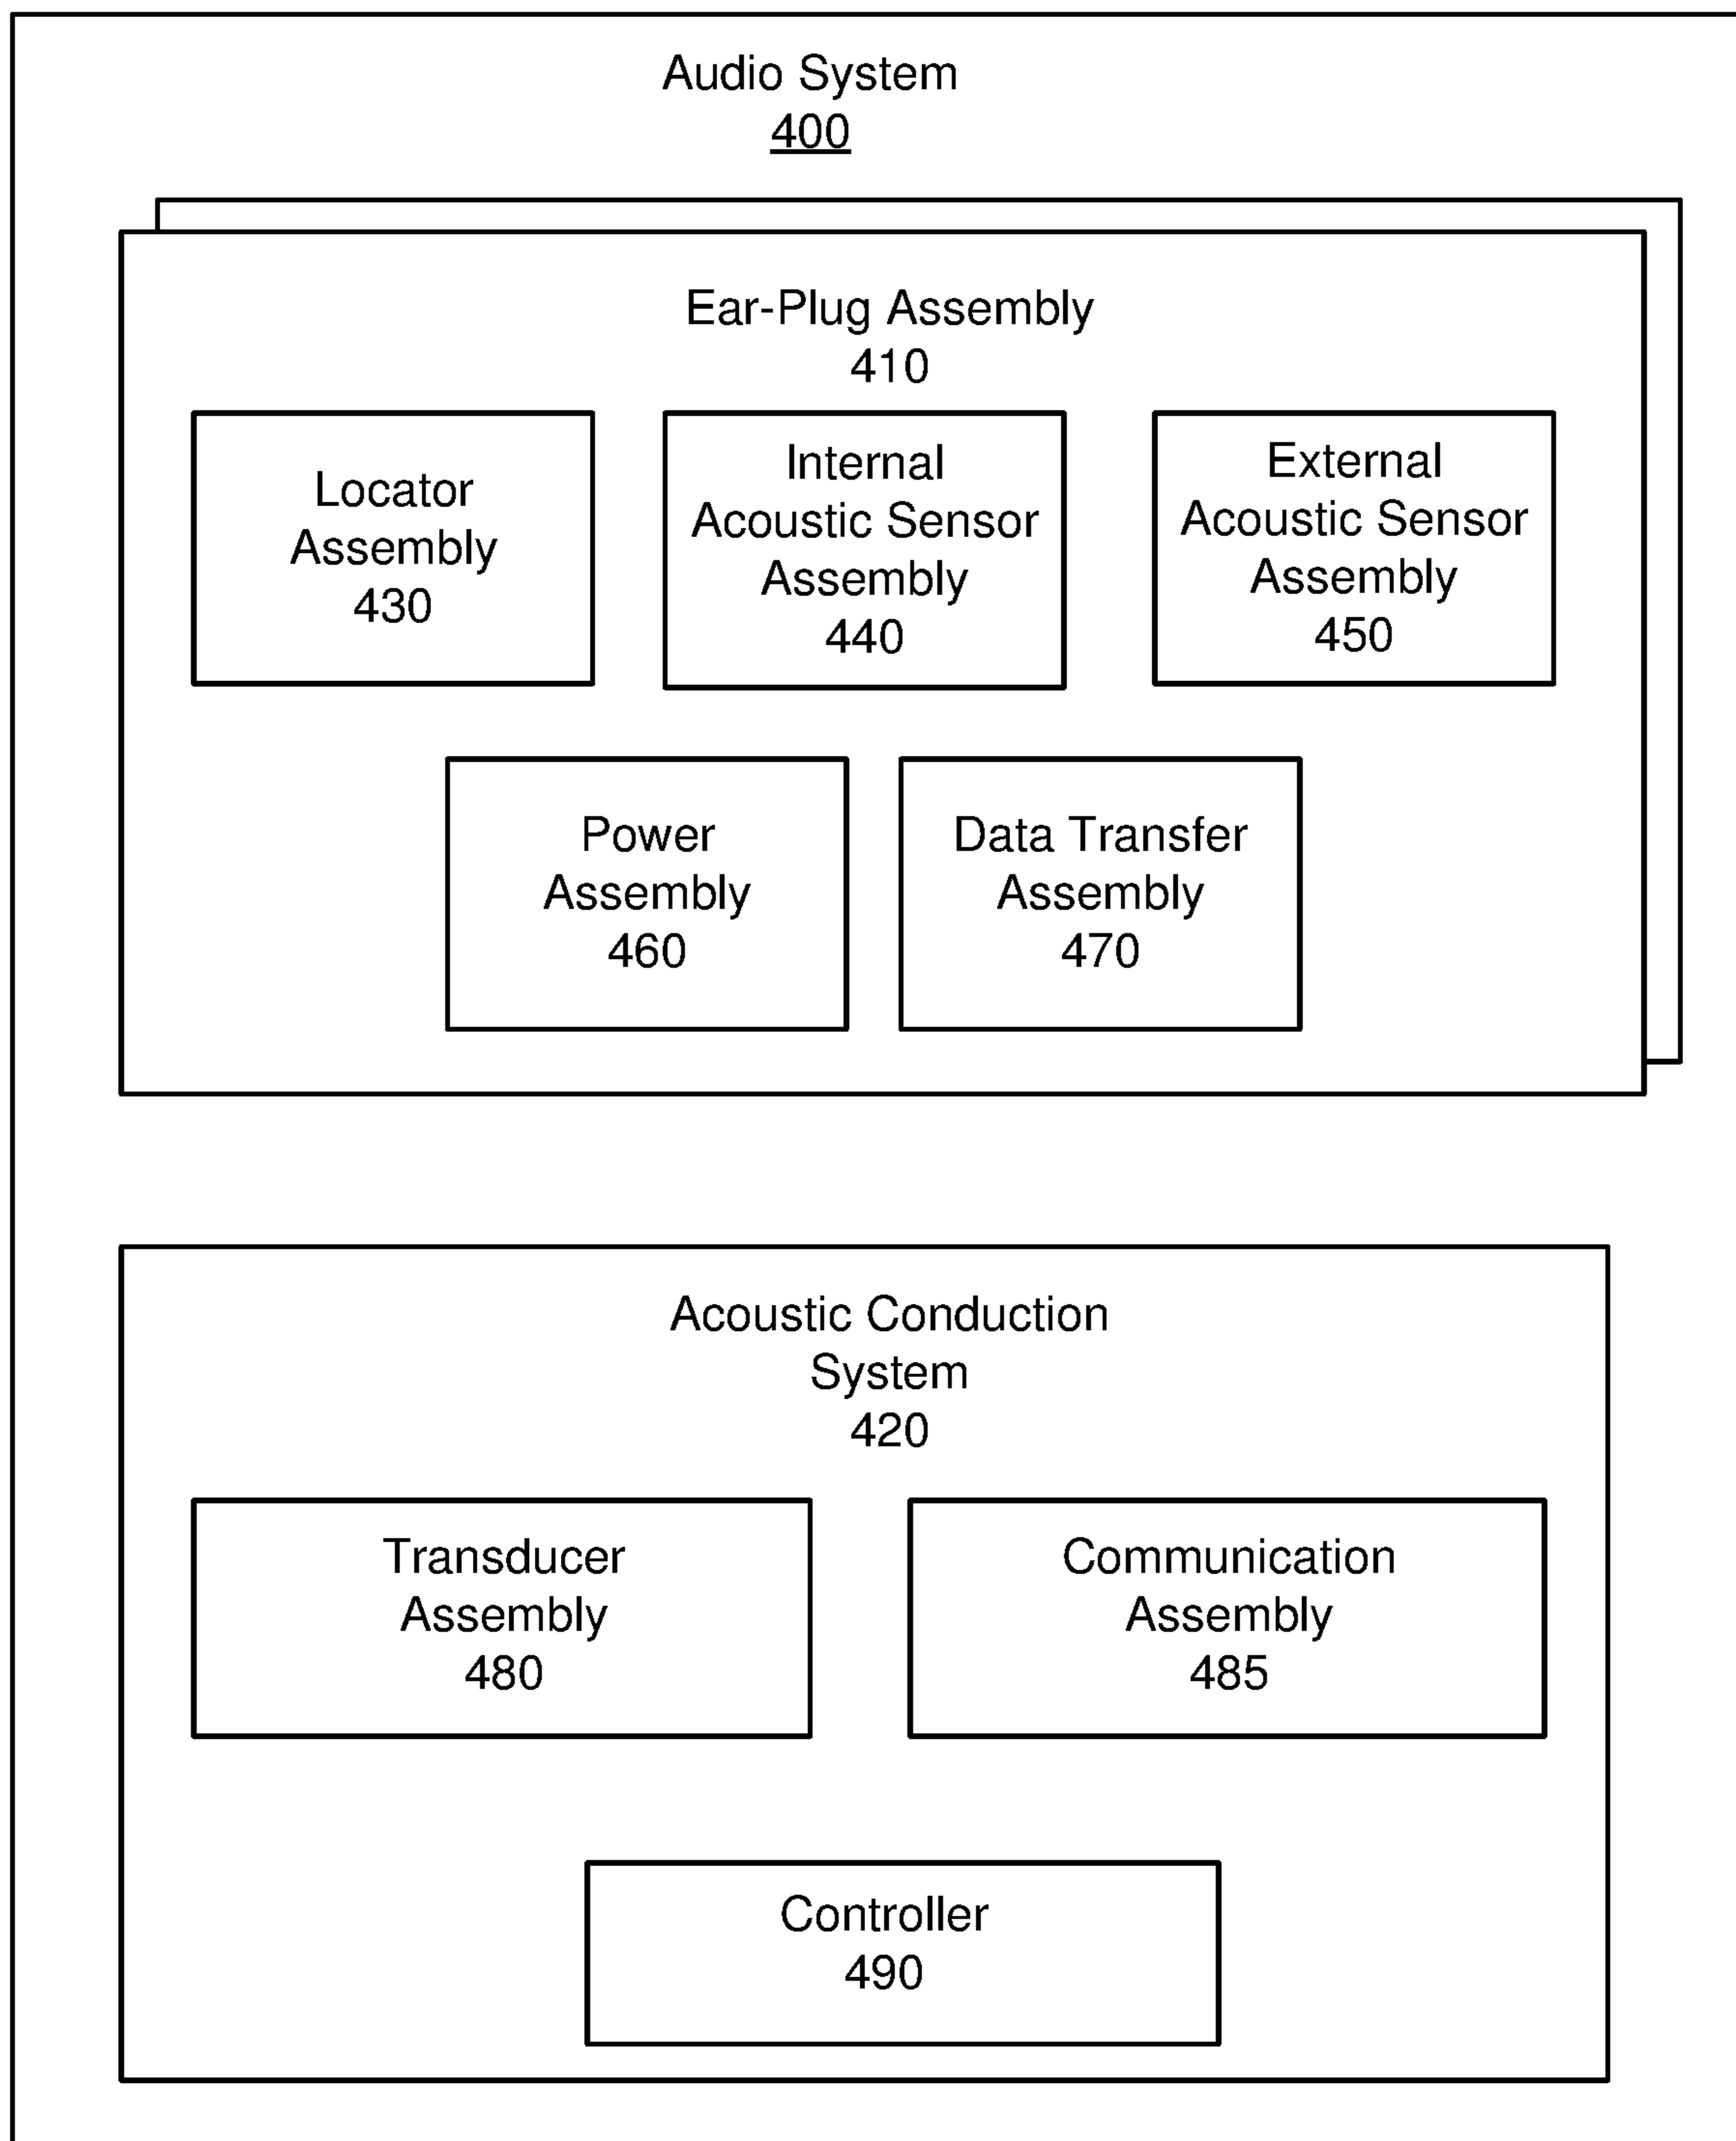 Audio System
400
Ear-Plug Assembly
410
Locator
Assembly
430
Internal
Acoustic Sensor
Assembly
440
External
Acoustic Sensor
Assembly
450
Power
Assembly
460
Data Transfer
Assembly
470
Acoustic Conduction
System
420
Transducer
Assembly
480
Communication
Assembly
485
Controller
490